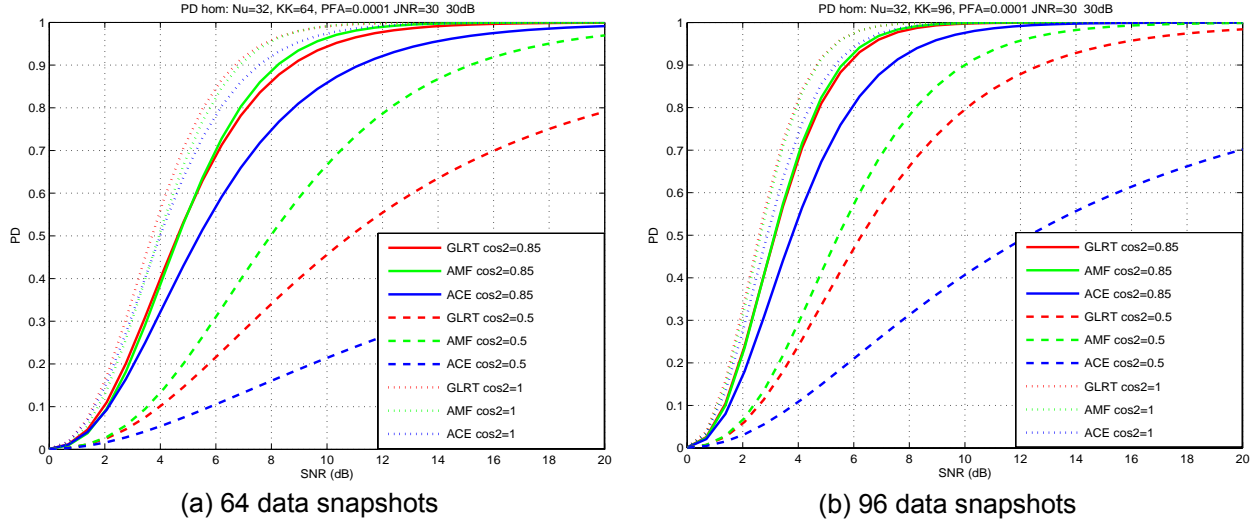 PD hom: Nu=32, KK=64, PFA=0.0001 JNR=30 30dB
1
0.9
0.8
0.7
0.6
0.5
0.4
0.3
0.2
0.1
0
PD
0 2 4 6 8 10 12 14 16 18 20
SNR (dB)
GLRT cos2=0.85
AMF cos2=0.85
ACE cos2=0.85
GLRT cos2=0.5
AMF cos2=0.5
ACE cos2=0.5
GLRT cos2=1
AMF cos2=1
ACE cos2=1
(a) 64 data snapshots
PD hom: Nu=32, KK=96, PFA=0.0001 JNR=30 30dB
1
0.9
0.8
0.7
0.6
0.5
0.4
0.3
0.2
0.1
0
PD
0 2 4 6 8 10 12 14 16 18 20
SNR (dB)
GLRT cos2=0.85
AMF cos2=0.85
ACE cos2=0.85
GLRT cos2=0.5
AMF cos2=0.5
ACE cos2=0.5
GLRT cos2=1
AMF cos2=1
ACE cos2=1
(b) 96 data snapshots